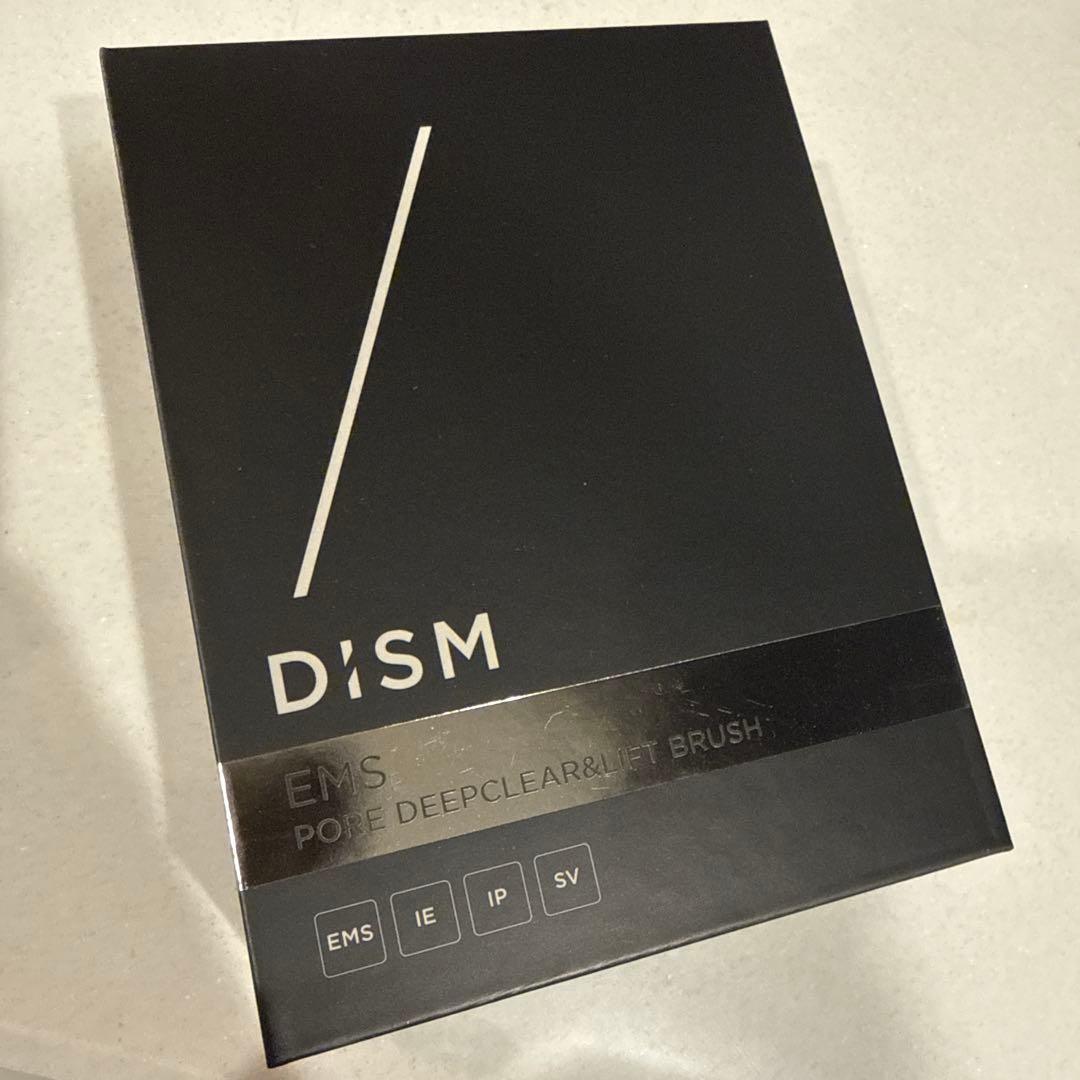 DISM
EMS
PORE DEEPCLEAR&LIFT BRUSH
EMS IE IP SV